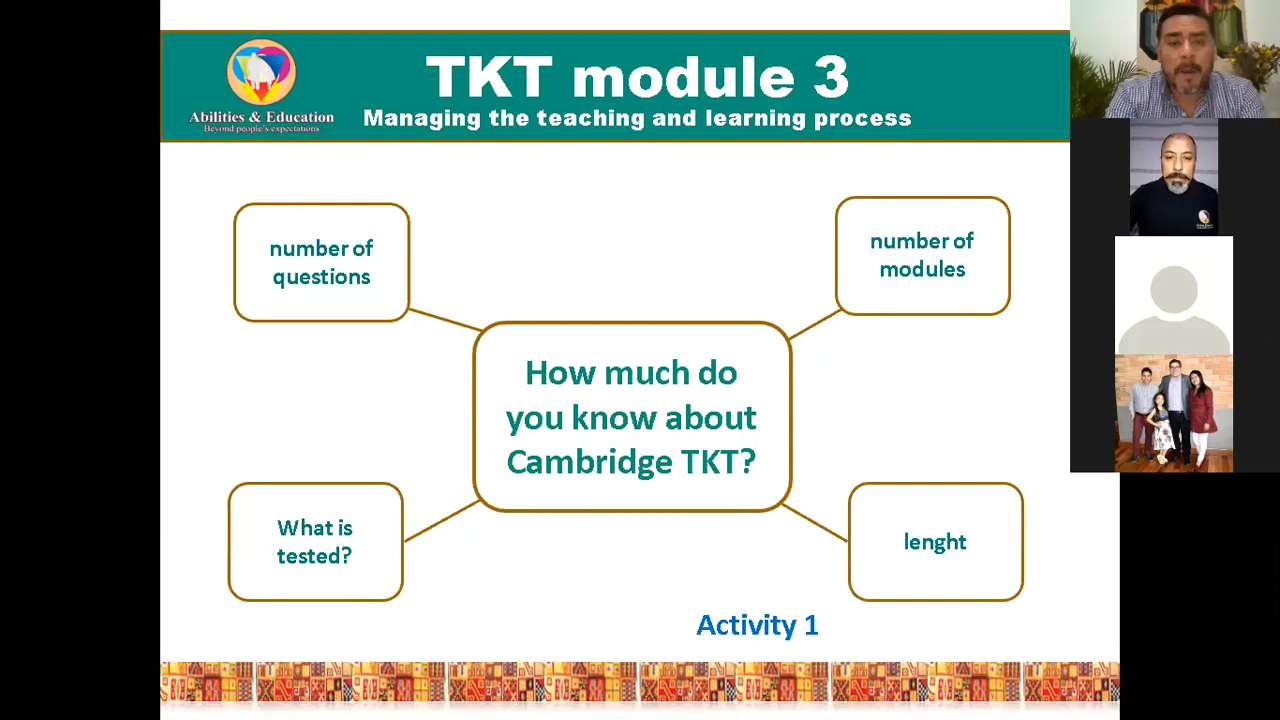 TKT module 3
Managing the teaching and learning process
Abilities & Education
Beyond people's expectations
number of
questions
number of
modules
How much do
you know about
Cambridge TKT?
What is
tested?
lenght
Activity 1